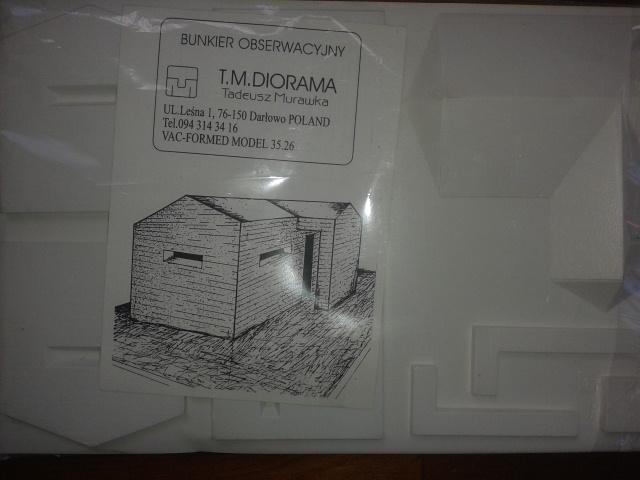 BUNKIER OBSERWACYJNY
T.M.DIORAMA
Tadeusz Murawka
UL.Leśna 1, 76-150 Darłowo POLAND
Tel.094 314 34 16
VAC-FORMED MODEL 35.26